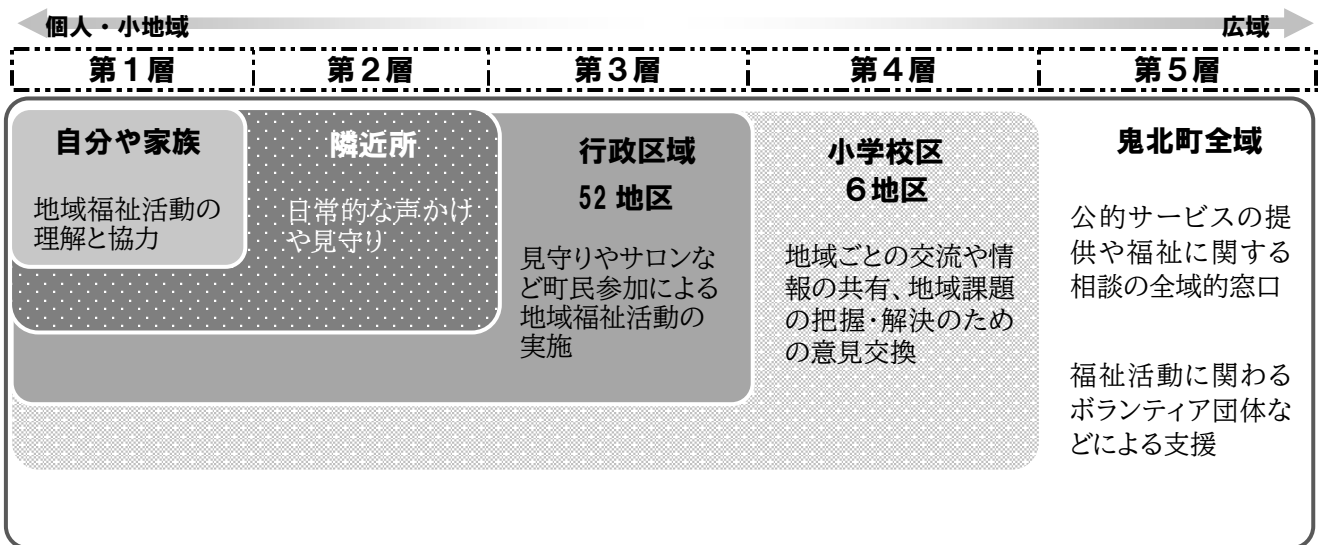 個人・小地域
広域
第1層
第2層
第3層
第4層
第5層
自分や家族
地域福祉活動の
理解と協力
隣近所
日常的な声かけ
や見守り
行政区域
52 地区
見守りやサロンな
ど町民参加による
地域福祉活動の
実施
小学校区
6地区
地域ごとの交流や情
報の共有、地域課題
の把握・解決のため
の意見交換
鬼北町全域
公的サービスの提
供や福祉に関する
相談の全域的窓口
福祉活動に関わる
ボランティア団体な
どによる支援